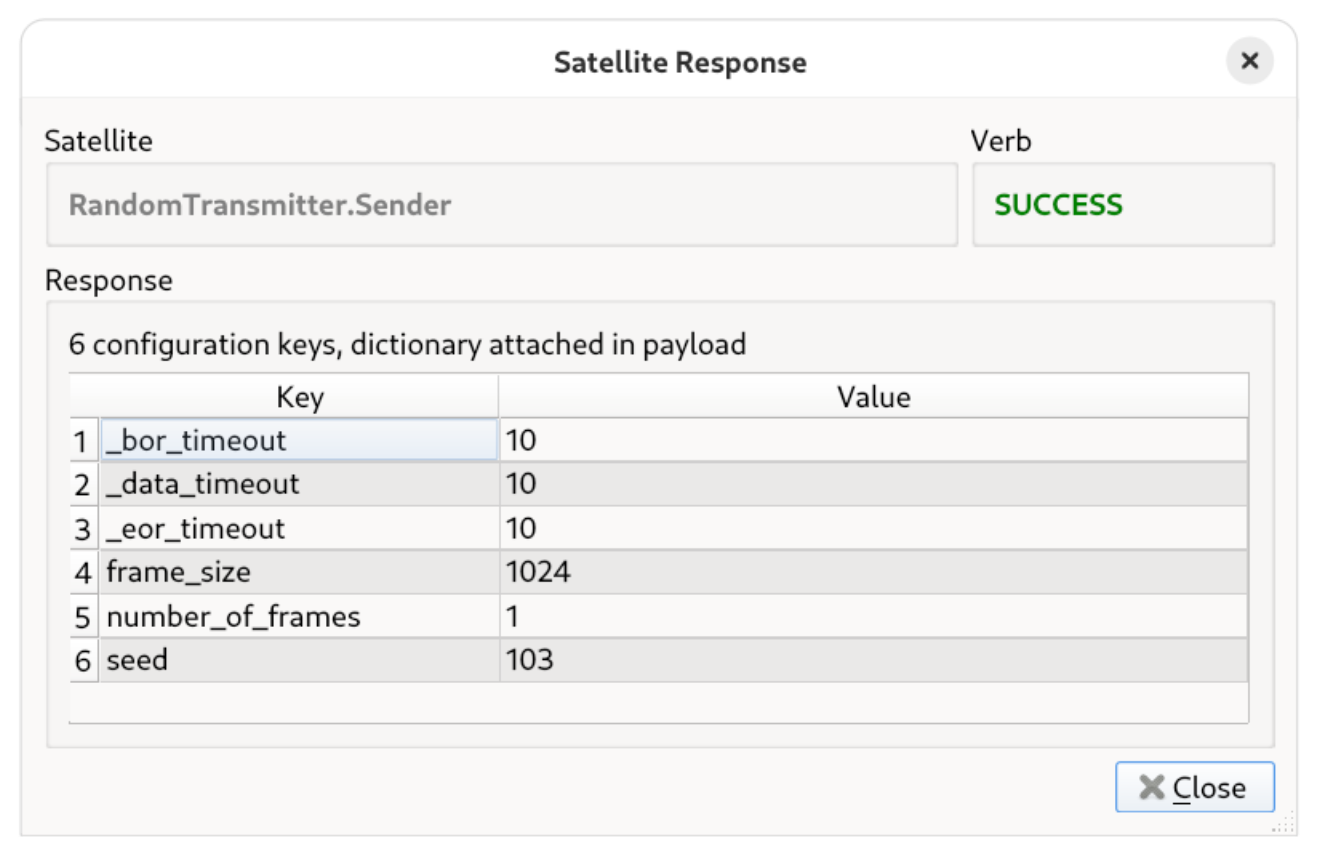 Satellite Response
Satellite Verb
RandomTransmitter.Sender SUCCESS
Response
6 configuration keys, dictionary attached in payload
Key Value
1 _bor_timeout 10
2 _data_timeout 10
3 _eor_timeout 10
4 frame_size 1024
5 number_of_frames 1
6 seed 103
Close